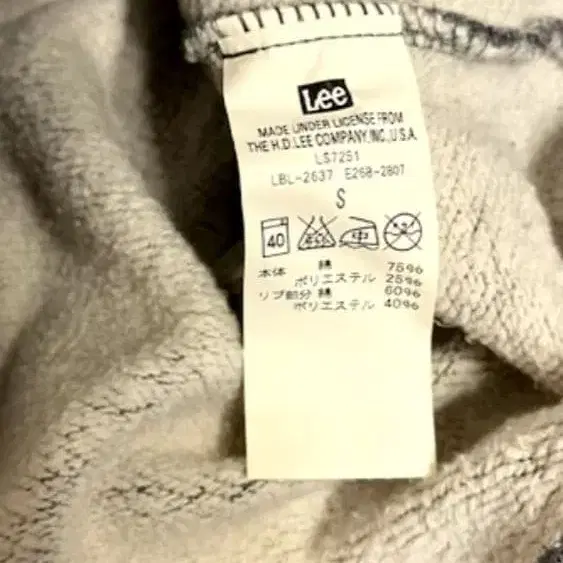 Lee
MADE UNDER LICENSE FROM
THE H.D.LEE COMPANY,INC.,U.S.A.
LS7251
LBL-2637 E268-2807
S
40
本体 綿 75%
ポリエステル 25%
リブ部分 綿 60%
ポリエステル 40%